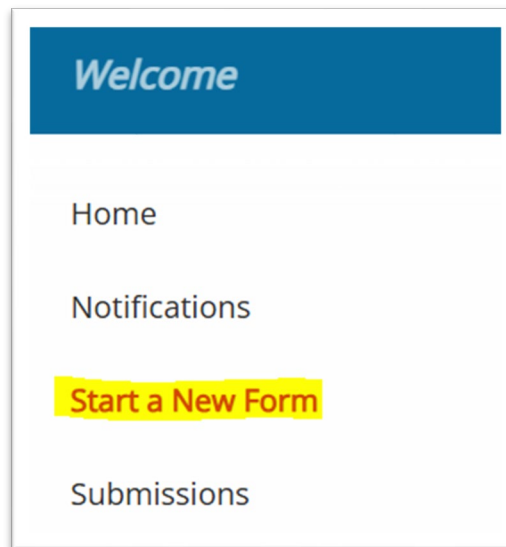 Welcome
Home
Notifications
Start a New Form
Submissions